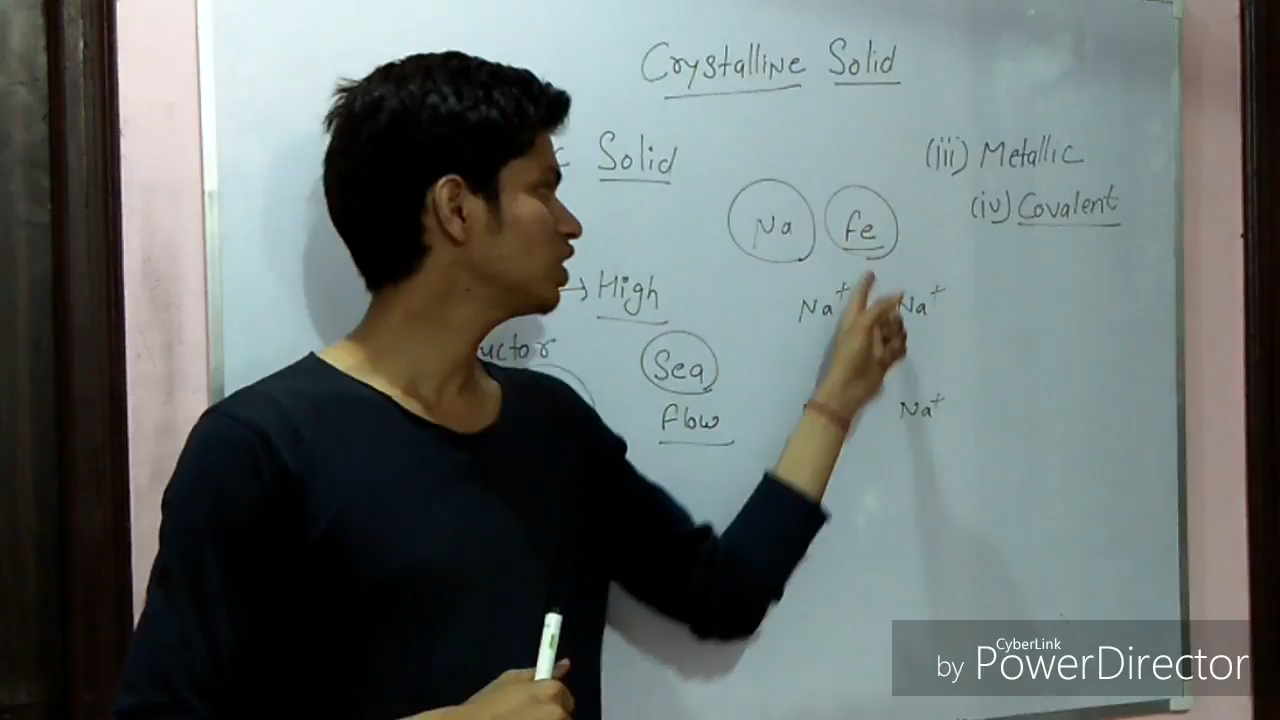 Crystalline Solid
Solid
(iii) Metallic
(iv) Covalent
Na Fe
→ High
Na+ Na+
uctor
Sea
flow
Na+
CyberLink
by PowerDirector